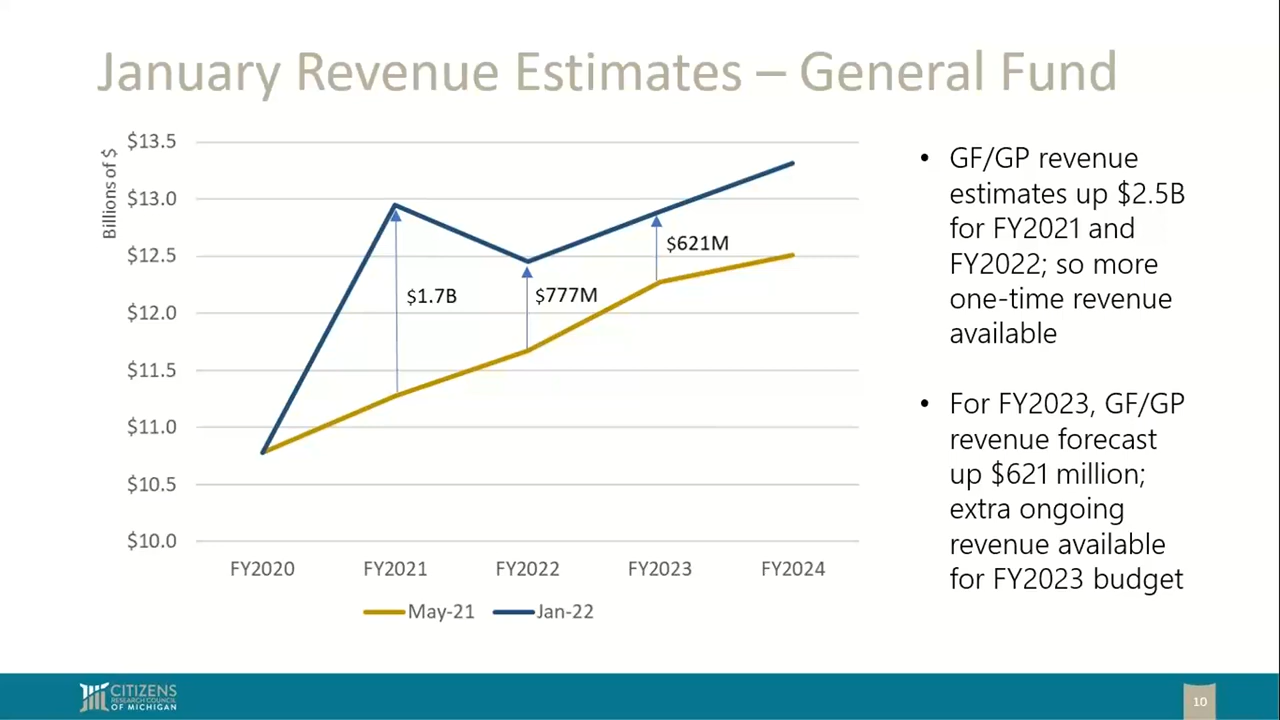 January Revenue Estimates – General Fund
Billions of $
$13.5
$13.0
$12.5
$12.0
$11.5
$11.0
$10.5
$10.0
$1.7B
$777M
$621M
FY2020 FY2021 FY2022 FY2023 FY2024
May-21 Jan-22
• GF/GP revenue
estimates up $2.5B
for FY2021 and
FY2022; so more
one-time revenue
available
• For FY2023, GF/GP
revenue forecast
up $621 million;
extra ongoing
revenue available
for FY2023 budget
CITIZENS
RESEARCH COUNCIL
OF MICHIGAN
10